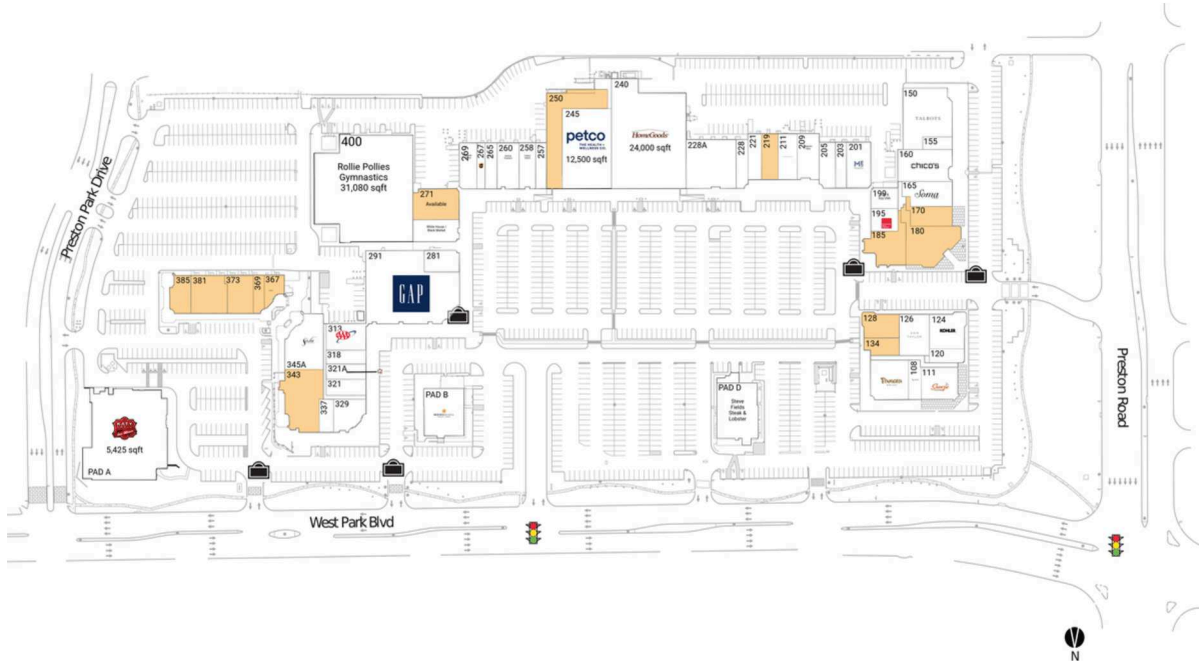 240
250
245
petco
THE HEALTH +
WELLNESS CO.
12,500 sqft
HomeGoods
24,000 sqft
150
TALBOTS
155
160
chico's
165
Soma
170
180
185
195
199
201
203
205
209
211
219
221
228
228A
257
258
260
265
267
269
400
Rollie Pollies
Gymnastics
31,080 sqft
271
Available
White House |
Black Market
281
291
GAP
385
381
373
369
367
313
318
321A
321
329
337
345A
343
128
134
126
124
KOHLER
120
108
111
PAD B
PAD D
Steve
Fields
Steak &
Lobster
5,425 sqft
PAD A
Preston Park Drive
West Park Blvd
Preston Road
N